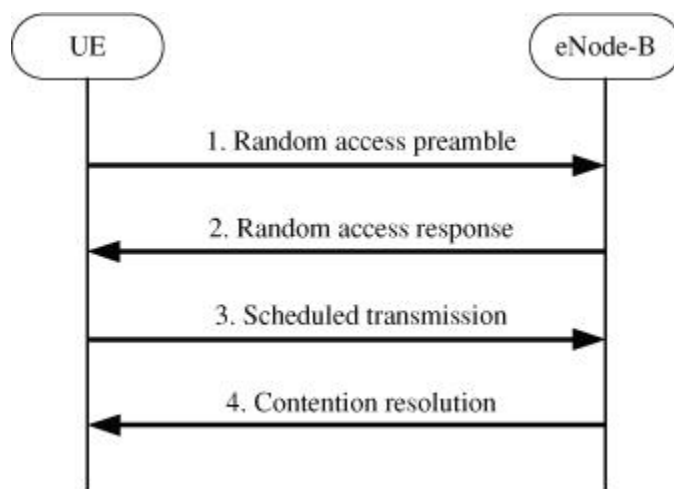 UE
eNode-B
1. Random access preamble
2. Random access response
3. Scheduled transmission
4. Contention resolution